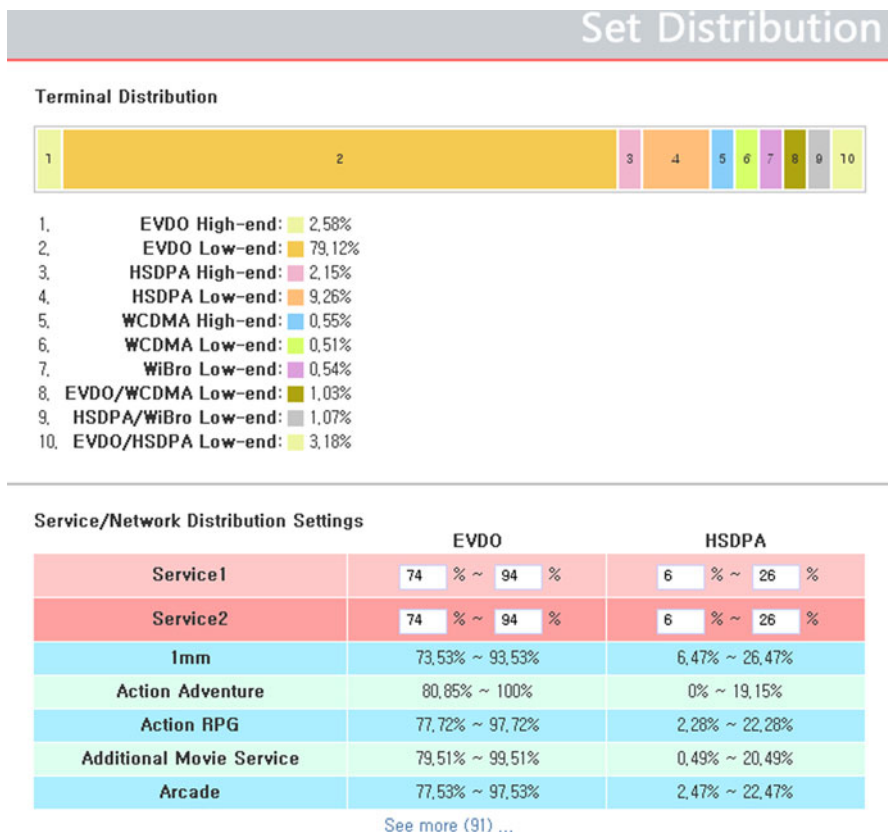 Set Distribution
Terminal Distribution
1 2 3 4 5 6 7 8 9 10
1, EVDO High-end: 2,58%
2, EVDO Low-end: 79,12%
3, HSDPA High-end: 2,15%
4, HSDPA Low-end: 9,26%
5, WCDMA High-end: 0,55%
6, WCDMA Low-end: 0,51%
7, WiBro Low-end: 0,54%
8, EVDO/WCDMA Low-end: 1,03%
9, HSDPA/WiBro Low-end: 1,07%
10, EVDO/HSDPA Low-end: 3,18%
Service/Network Distribution Settings
EVDO HSDPA
Service1 74 % ~ 94 % 6 % ~ 26 %
Service2 74 % ~ 94 % 6 % ~ 26 %
1mm 73,53% ~ 93,53% 6,47% ~ 26,47%
Action Adventure 80,85% ~ 100% 0% ~ 19,15%
Action RPG 77,72% ~ 97,72% 2,28% ~ 22,28%
Additional Movie Service 79,51% ~ 99,51% 0,49% ~ 20,49%
Arcade 77,53% ~ 97,53% 2,47% ~ 22,47%
See more (91) ...